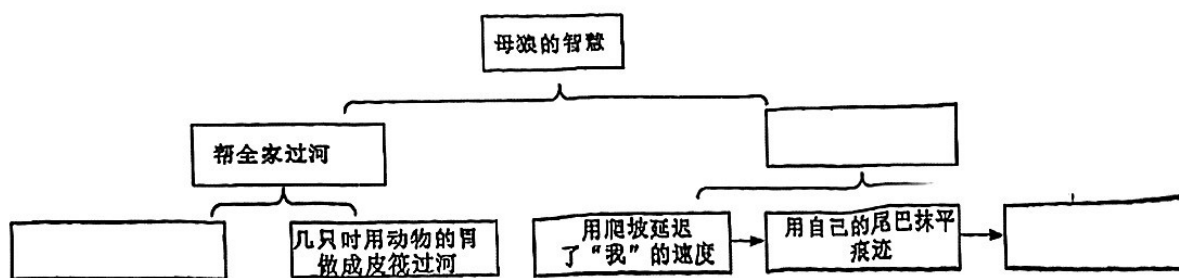 母狼的智慧
帮全家过河
几只时用动物的胃
做成皮筏过河
用爬坡延迟
了“我”的速度
用自己的尾巴抹平
痕迹